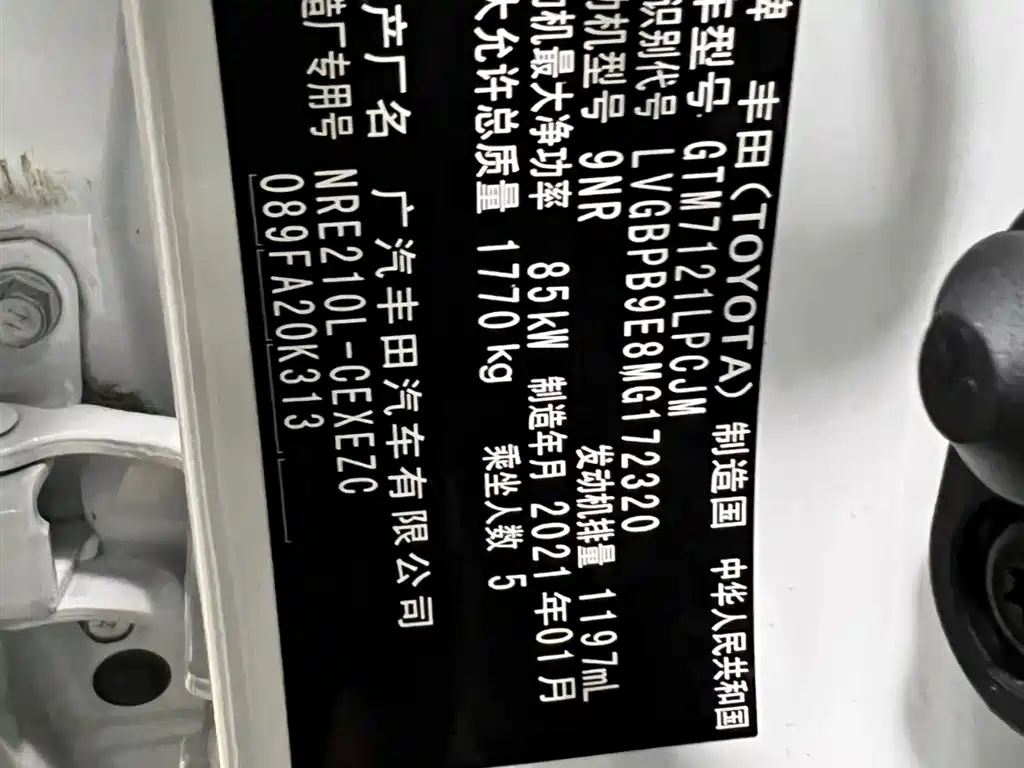 牌 丰田(TOYOTA) 制造国 中华人民共和国
车型号 GTM7121LPCJM
识别代号 LVGBPB9E8MG172320
动机型号 9NR 发动机排量 1197mL
动机最大净功率 85kW 制造年月 2021年01月
大允许总质量 1770kg 乘坐人数 5
产厂名 广汽丰田汽车有限公司
造厂专用号 NRE210L-CEXEZC
089FA20K313